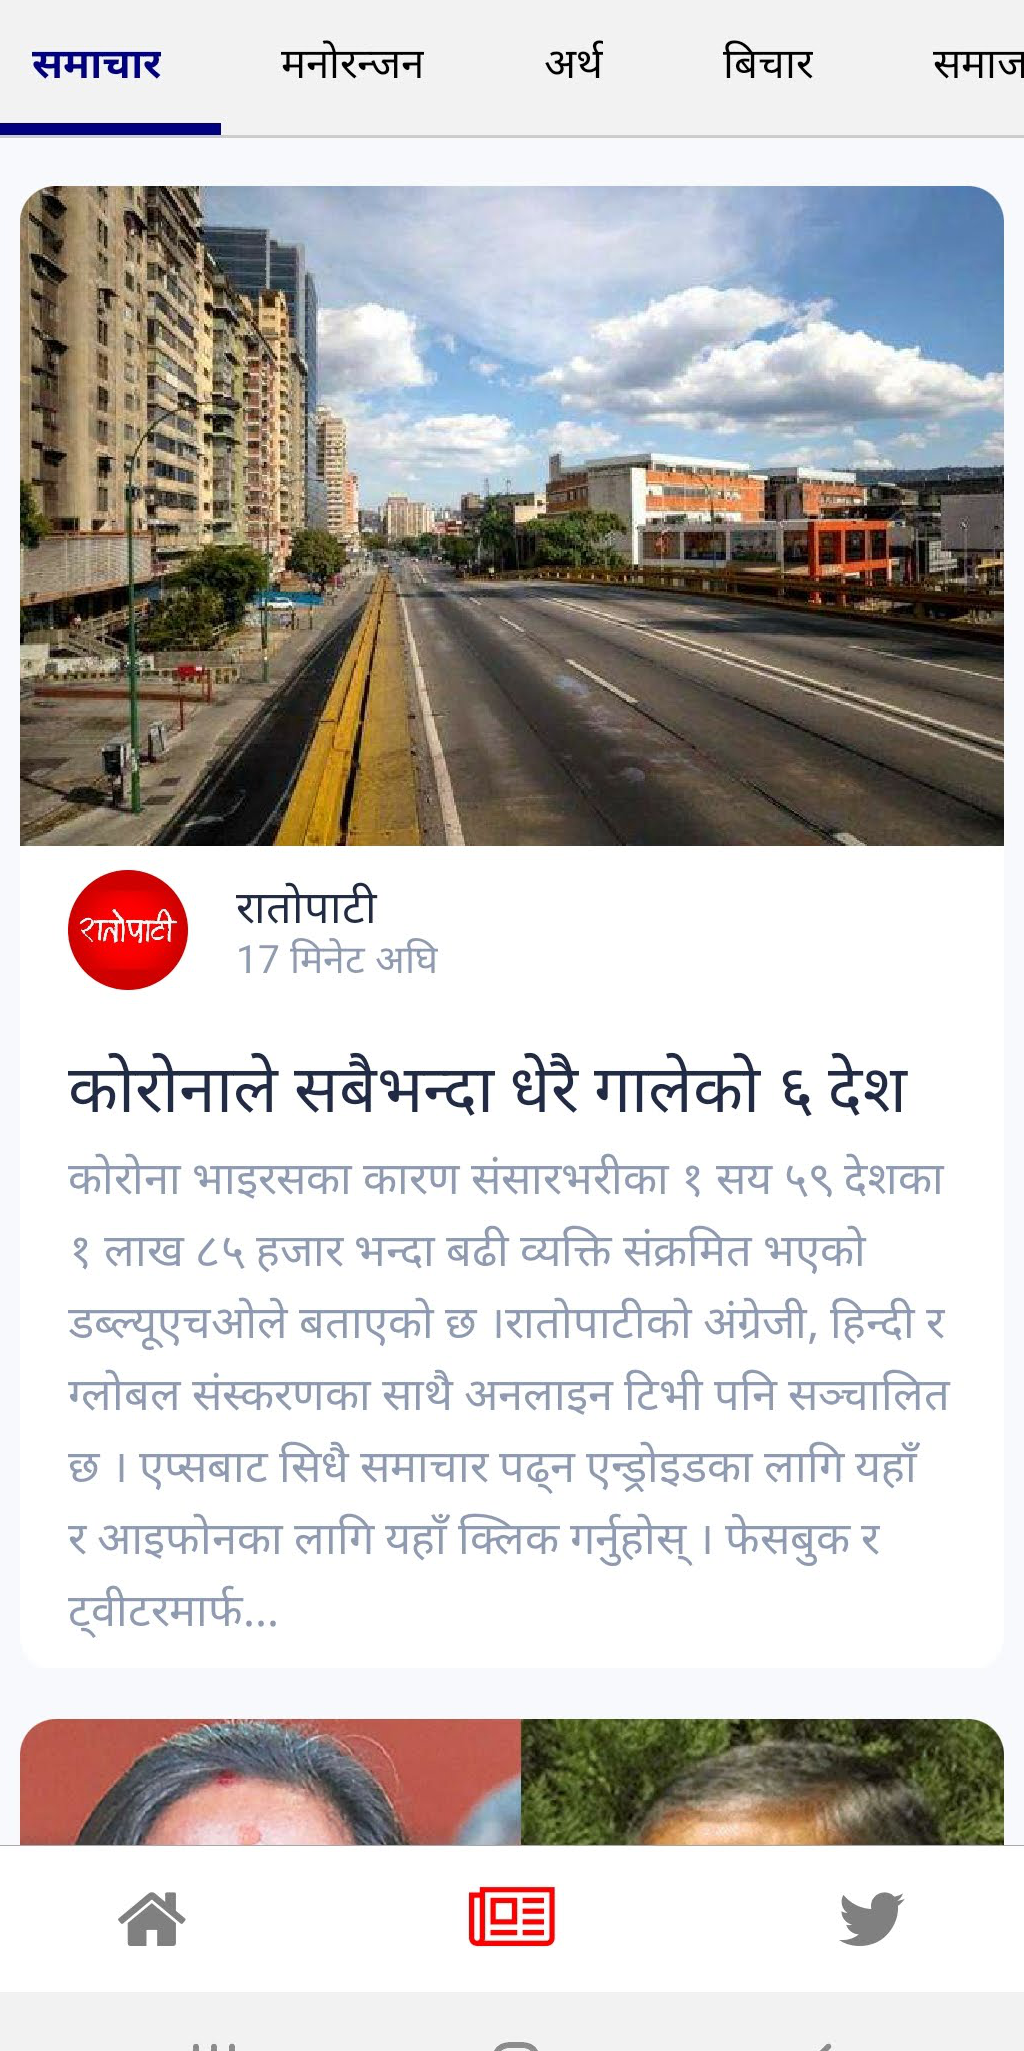 समाचार मनोरन्जन अर्थ बिचार समाज
रातोपाटी
रातोपाटी
17 मिनेट अघि
कोरोनाले सबैभन्दा धेरै गालेको ६ देश
कोरोना भाइरसका कारण संसारभरीका १ सय ५९ देशका
१ लाख ८५ हजार भन्दा बढी व्यक्ति संक्रमित भएको
डब्ल्यूएचओले बताएको छ ।रातोपाटीको अंग्रेजी, हिन्दी र
ग्लोबल संस्करणका साथै अनलाइन टिभी पनि सञ्चालित
छ । एप्सबाट सिधै समाचार पढ्न एन्ड्रोइडका लागि यहाँ
र आइफोनका लागि यहाँ क्लिक गर्नुहोस् । फेसबुक र
ट्वीटरमार्फ...